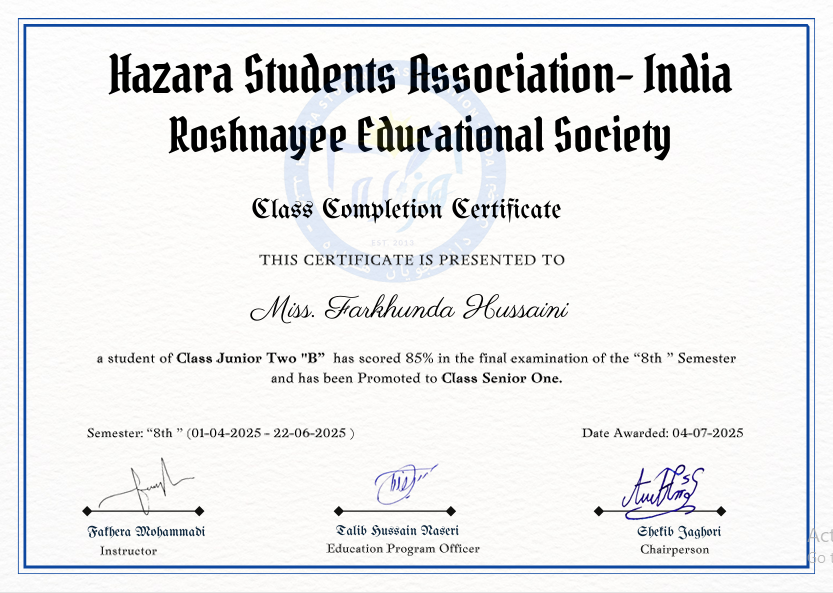 Hazara Students Association- India
Roshnayee Educational Society
Class Completion Certificate
EST. 2013
THIS CERTIFICATE IS PRESENTED TO
Miss. Farkhunda Hussaini
a student of Class Junior Two "B” has scored 85% in the final examination of the “8th ” Semester
and has been Promoted to Class Senior One.
Semester: “8th ” (01-04-2025 - 22-06-2025 )
Date Awarded: 04-07-2025
Fakhera Mohammadi
Instructor
Talib Hussain Naseri
Education Program Officer
Shekib Jaghori
Chairperson